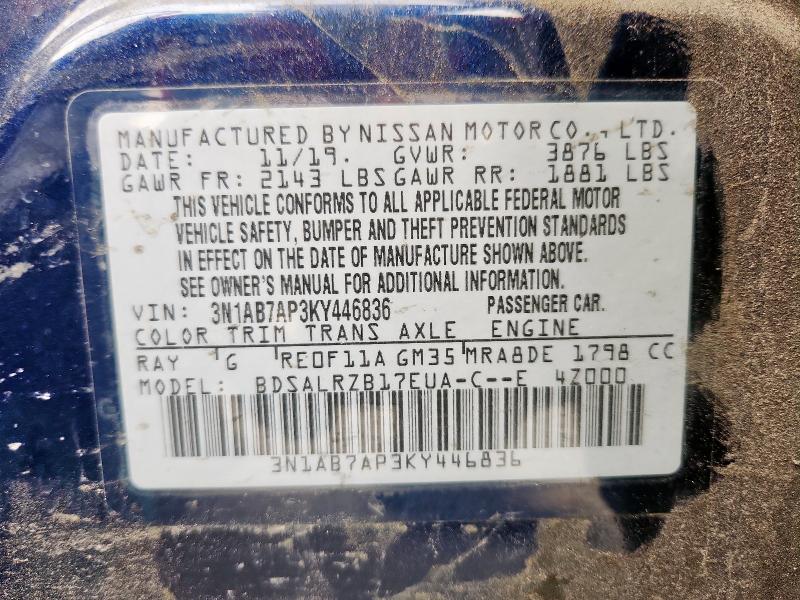 MANUFACTURED BY NISSAN MOTOR CO., LTD.
DATE: 11/19. GVWR: 3876 LBS
GAWR FR: 2143 LBS GAWR RR: 1881 LBS
THIS VEHICLE CONFORMS TO ALL APPLICABLE FEDERAL MOTOR
VEHICLE SAFETY, BUMPER AND THEFT PREVENTION STANDARDS
IN EFFECT ON THE DATE OF MANUFACTURE SHOWN ABOVE.
SEE OWNER'S MANUAL FOR ADDITIONAL INFORMATION.
VIN: 3N1AB7AP3KY446836 PASSENGER CAR.
COLOR TRIM TRANS AXLE ENGINE
RAY G RE0F11A GM35 MRA8DE 1798 CC
MODEL: BDSALRZB17EUA-C--E 4Z000
3N1AB7AP3KY446836